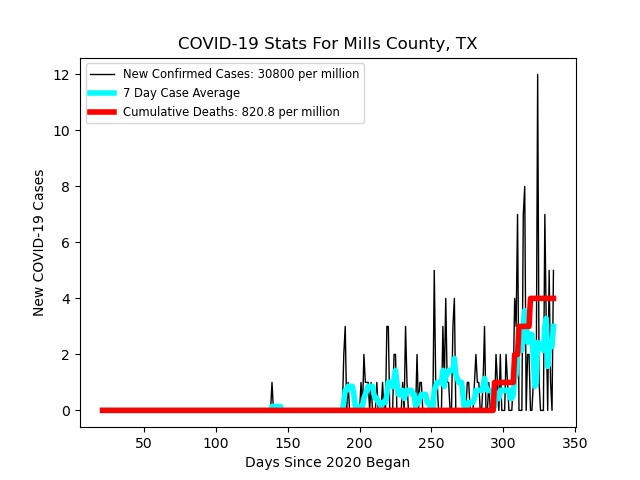 COVID-19 Stats For Mills County, TX
New Confirmed Cases: 30800 per million
7 Day Case Average
Cumulative Deaths: 820.8 per million
New COVID-19 Cases
12
10
8
6
4
2
0
50 100 150 200 250 300 350
Days Since 2020 Began